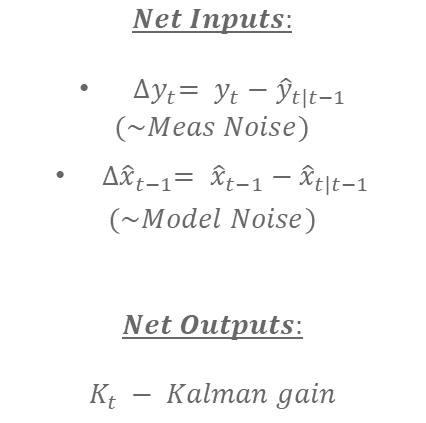 Net Inputs:
• Δy_t = y_t − ŷ_{t|t−1}
(~Meas Noise)
• Δx̂_{t−1} = x̂_{t−1} − x̂_{t|t−1}
(~Model Noise)
Net Outputs:
K_t − Kalman gain